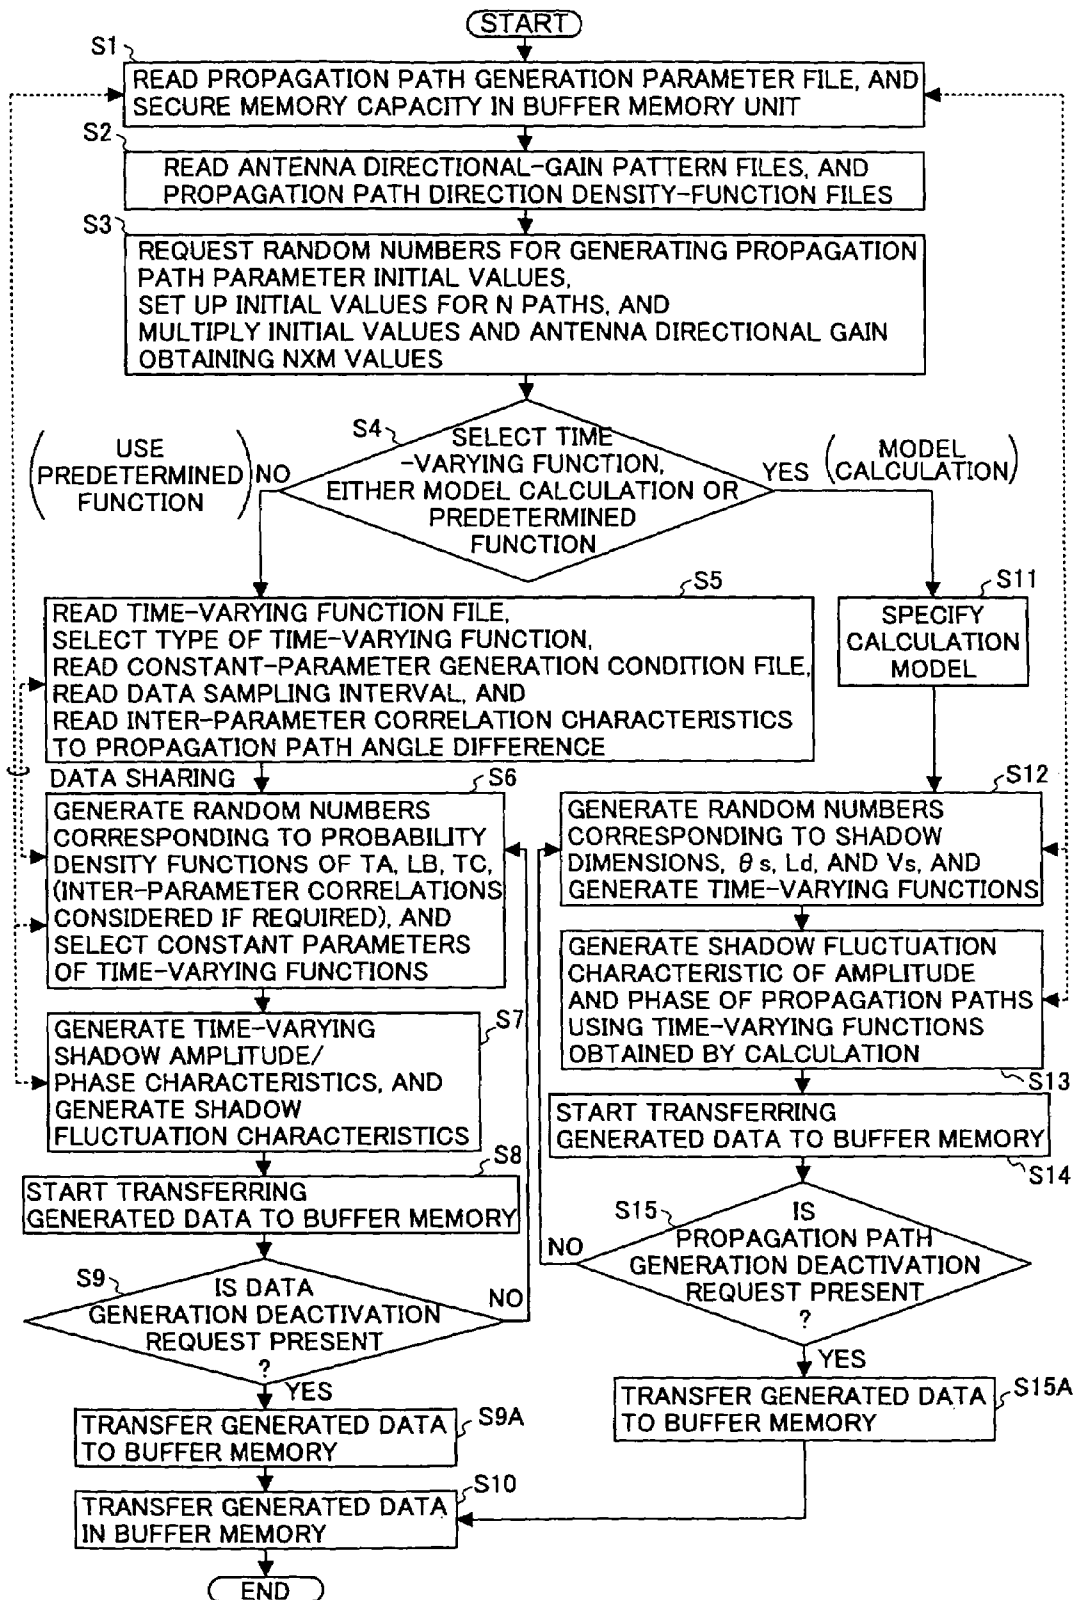 START
S1
READ PROPAGATION PATH GENERATION PARAMETER FILE, AND
SECURE MEMORY CAPACITY IN BUFFER MEMORY UNIT
S2
READ ANTENNA DIRECTIONAL-GAIN PATTERN FILES, AND
PROPAGATION PATH DIRECTION DENSITY-FUNCTION FILES
S3
REQUEST RANDOM NUMBERS FOR GENERATING PROPAGATION
PATH PARAMETER INITIAL VALUES,
SET UP INITIAL VALUES FOR N PATHS, AND
MULTIPLY INITIAL VALUES AND ANTENNA DIRECTIONAL GAIN
OBTAINING NXM VALUES
S4
SELECT TIME
-VARYING FUNCTION,
EITHER MODEL CALCULATION OR
PREDETERMINED
FUNCTION
(USE
PREDETERMINED
FUNCTION)
NO
YES
(MODEL
CALCULATION)
S5
READ TIME-VARYING FUNCTION FILE,
SELECT TYPE OF TIME-VARYING FUNCTION,
READ CONSTANT-PARAMETER GENERATION CONDITION FILE,
READ DATA SAMPLING INTERVAL, AND
READ INTER-PARAMETER CORRELATION CHARACTERISTICS
TO PROPAGATION PATH ANGLE DIFFERENCE
S11
SPECIFY
CALCULATION
MODEL
DATA SHARING
S6
GENERATE RANDOM NUMBERS
CORRESPONDING TO PROBABILITY
DENSITY FUNCTIONS OF TA, LB, TC,
(INTER-PARAMETER CORRELATIONS
CONSIDERED IF REQUIRED), AND
SELECT CONSTANT PARAMETERS
OF TIME-VARYING FUNCTIONS
S12
GENERATE RANDOM NUMBERS
CORRESPONDING TO SHADOW
DIMENSIONS, θs, Ld, AND Vs, AND
GENERATE TIME-VARYING FUNCTIONS
GENERATE SHADOW FLUCTUATION
CHARACTERISTIC OF AMPLITUDE
AND PHASE OF PROPAGATION PATHS
USING TIME-VARYING FUNCTIONS
OBTAINED BY CALCULATION
S13
S7
GENERATE TIME-VARYING
SHADOW AMPLITUDE/
PHASE CHARACTERISTICS, AND
GENERATE SHADOW
FLUCTUATION CHARACTERISTICS
START TRANSFERRING
GENERATED DATA TO BUFFER MEMORY
S14
S8
START TRANSFERRING
GENERATED DATA TO BUFFER MEMORY
S15
IS
PROPAGATION PATH
GENERATION DEACTIVATION
REQUEST PRESENT
?
NO
YES
S9
IS DATA
GENERATION DEACTIVATION
REQUEST PRESENT
?
NO
YES
TRANSFER GENERATED DATA
TO BUFFER MEMORY
S15A
TRANSFER GENERATED DATA
TO BUFFER MEMORY
S9A
TRANSFER GENERATED DATA
IN BUFFER MEMORY
S10
END